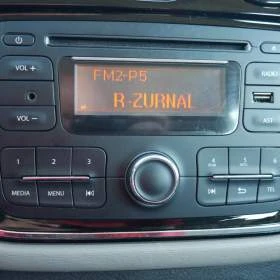 VOL +
FM2-P5
RADIO
R-ZURNAL
VOL −
AST
1 2 3
4 5 6
MEDIA MENU
TEL